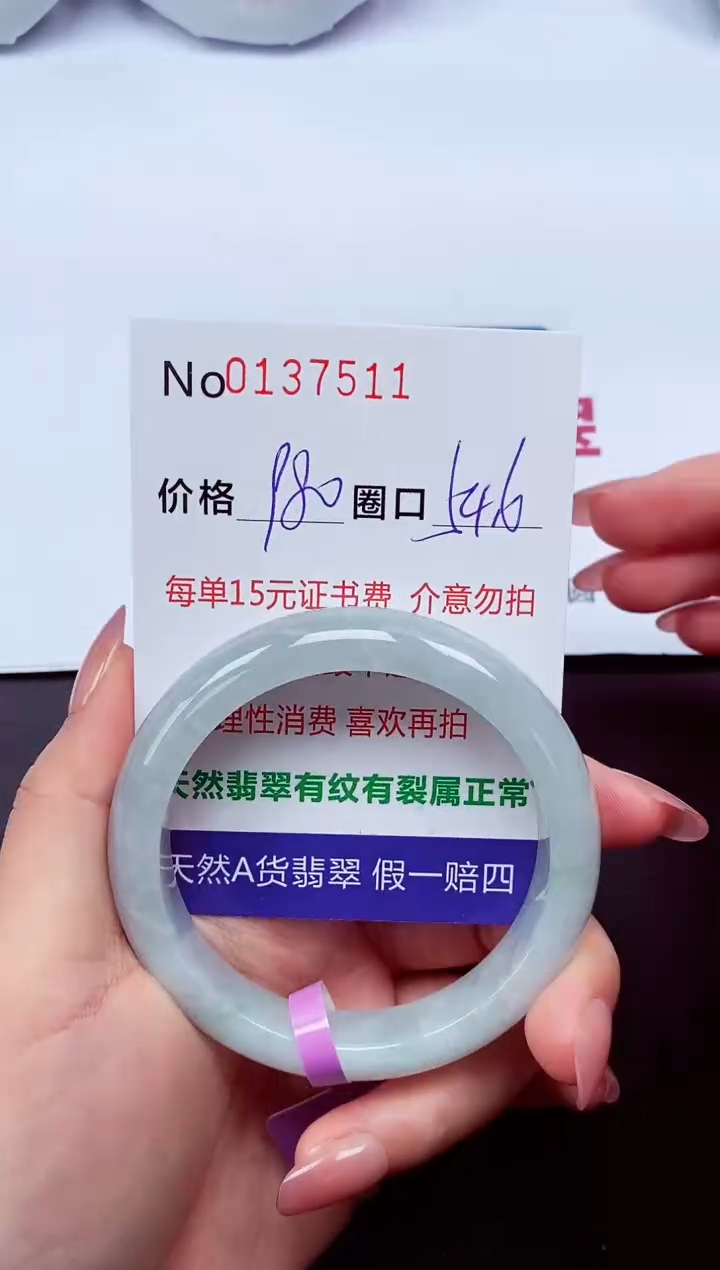 No0137511
价格 980 圈口 54.6
每单15元证书费 介意勿拍
理性消费 喜欢再拍
天然翡翠有纹有裂属正常
天然A货翡翠 假一赔四